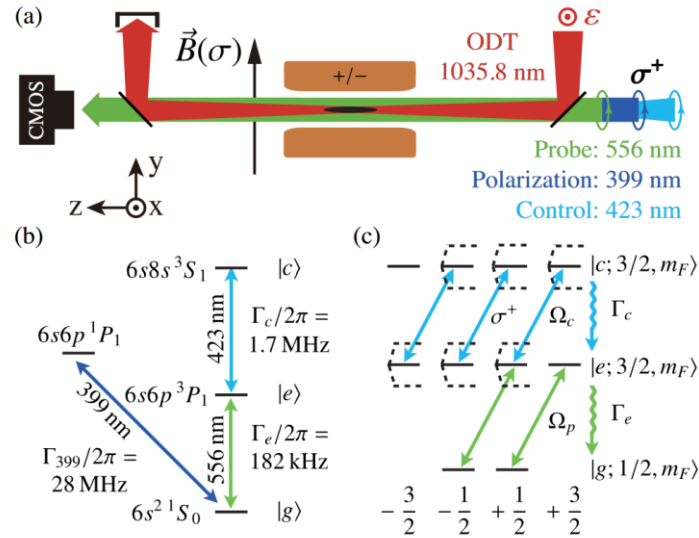 (a)
CMOS
B⃗(σ)
+/−
ODT
1035.8 nm
ε
σ⁺
Probe: 556 nm
Polarization: 399 nm
Control: 423 nm
y
z
x
(b)
6s8s ³S₁
|c⟩
423 nm
Γc/2π =
1.7 MHz
6s6p ¹P₁
6s6p ³P₁
|e⟩
399 nm
Γ₃₉₉/2π =
28 MHz
556 nm
Γe/2π =
182 kHz
6s² ¹S₀
|g⟩
(c)
|c; 3/2, mF⟩
σ⁺
Ωc
Γc
|e; 3/2, mF⟩
Ωp
Γe
|g; 1/2, mF⟩
−3/2 −1/2 +1/2 +3/2